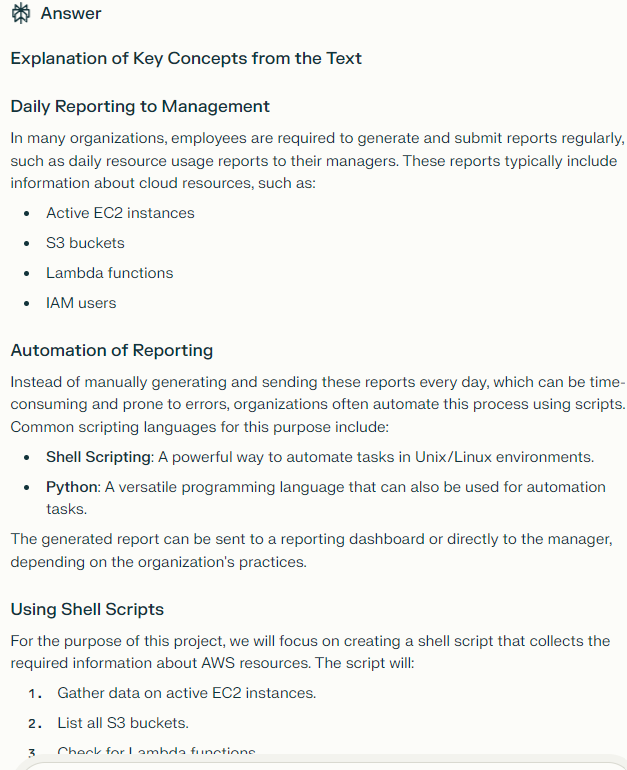 Answer
Explanation of Key Concepts from the Text
Daily Reporting to Management
In many organizations, employees are required to generate and submit reports regularly,
such as daily resource usage reports to their managers. These reports typically include
information about cloud resources, such as:
• Active EC2 instances
• S3 buckets
• Lambda functions
• IAM users
Automation of Reporting
Instead of manually generating and sending these reports every day, which can be time-
consuming and prone to errors, organizations often automate this process using scripts.
Common scripting languages for this purpose include:
• Shell Scripting: A powerful way to automate tasks in Unix/Linux environments.
• Python: A versatile programming language that can also be used for automation
tasks.
The generated report can be sent to a reporting dashboard or directly to the manager,
depending on the organization's practices.
Using Shell Scripts
For the purpose of this project, we will focus on creating a shell script that collects the
required information about AWS resources. The script will:
1. Gather data on active EC2 instances.
2. List all S3 buckets.
3. Check for Lambda functions